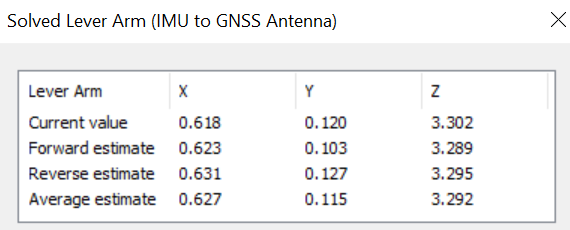 Solved Lever Arm (IMU to GNSS Antenna)
Lever Arm X Y Z
Current value 0.618 0.120 3.302
Forward estimate 0.623 0.103 3.289
Reverse estimate 0.631 0.127 3.295
Average estimate 0.627 0.115 3.292